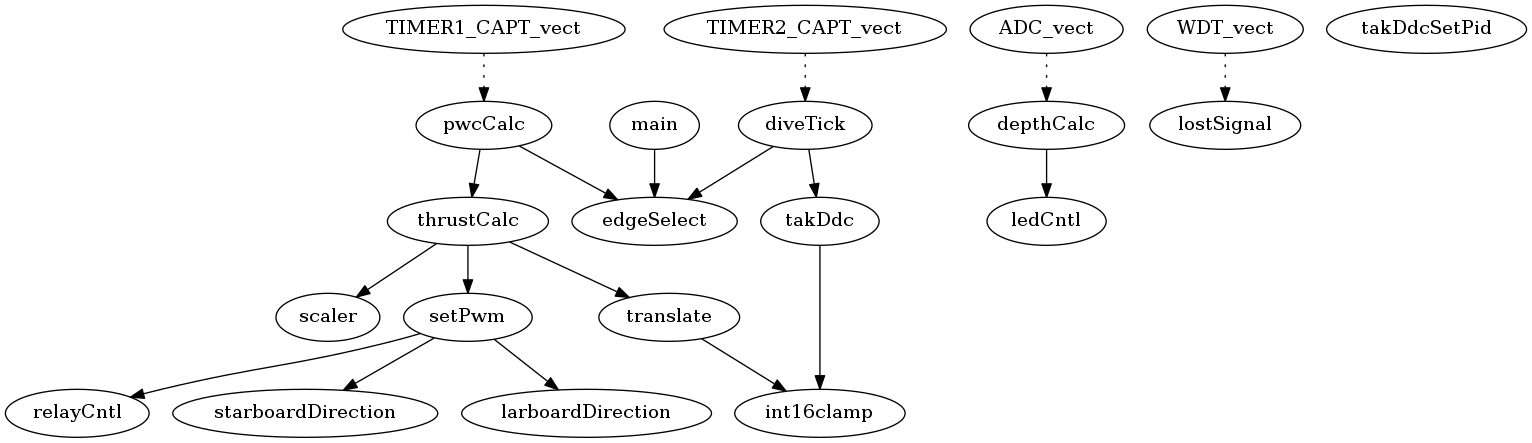 TIMER1_CAPT_vect
TIMER2_CAPT_vect
ADC_vect
WDT_vect
takDdcSetPid
pwcCalc
main
diveTick
depthCalc
lostSignal
thrustCalc
edgeSelect
takDdc
ledCntl
scaler
setPwm
translate
relayCntl
starboardDirection
larboardDirection
int16clamp